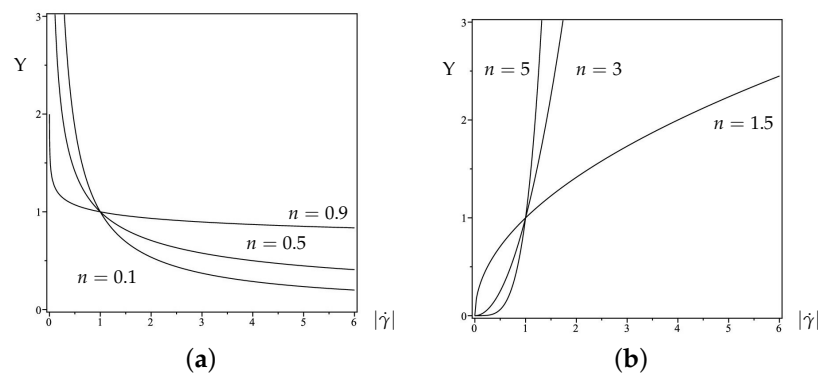 3
Y
2
1
n = 0.9
n = 0.5
n = 0.1
0
0 1 2 3 4 5 6 |γ̇|
(a)
3
Y
n = 5 n = 3
2
n = 1.5
1
0
0 1 2 3 4 5 6 |γ̇|
(b)